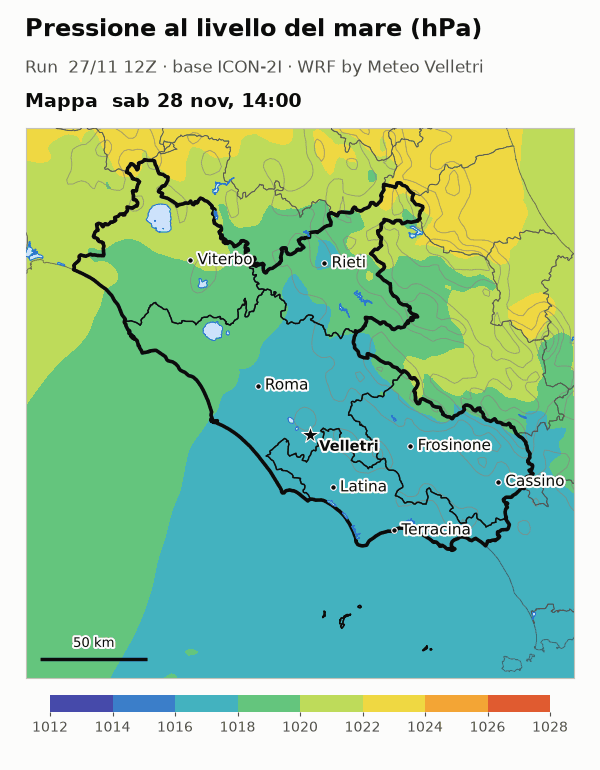 Pressione al livello del mare (hPa)
Run  27/11 12Z · base ICON-2I · WRF by Meteo Velletri
Mappa  sab 28 nov, 14:00
Viterbo
Rieti
Roma
Velletri
Frosinone
Cassino
Latina
Terracina
50 km
1012 1014 1016 1018 1020 1022 1024 1026 1028